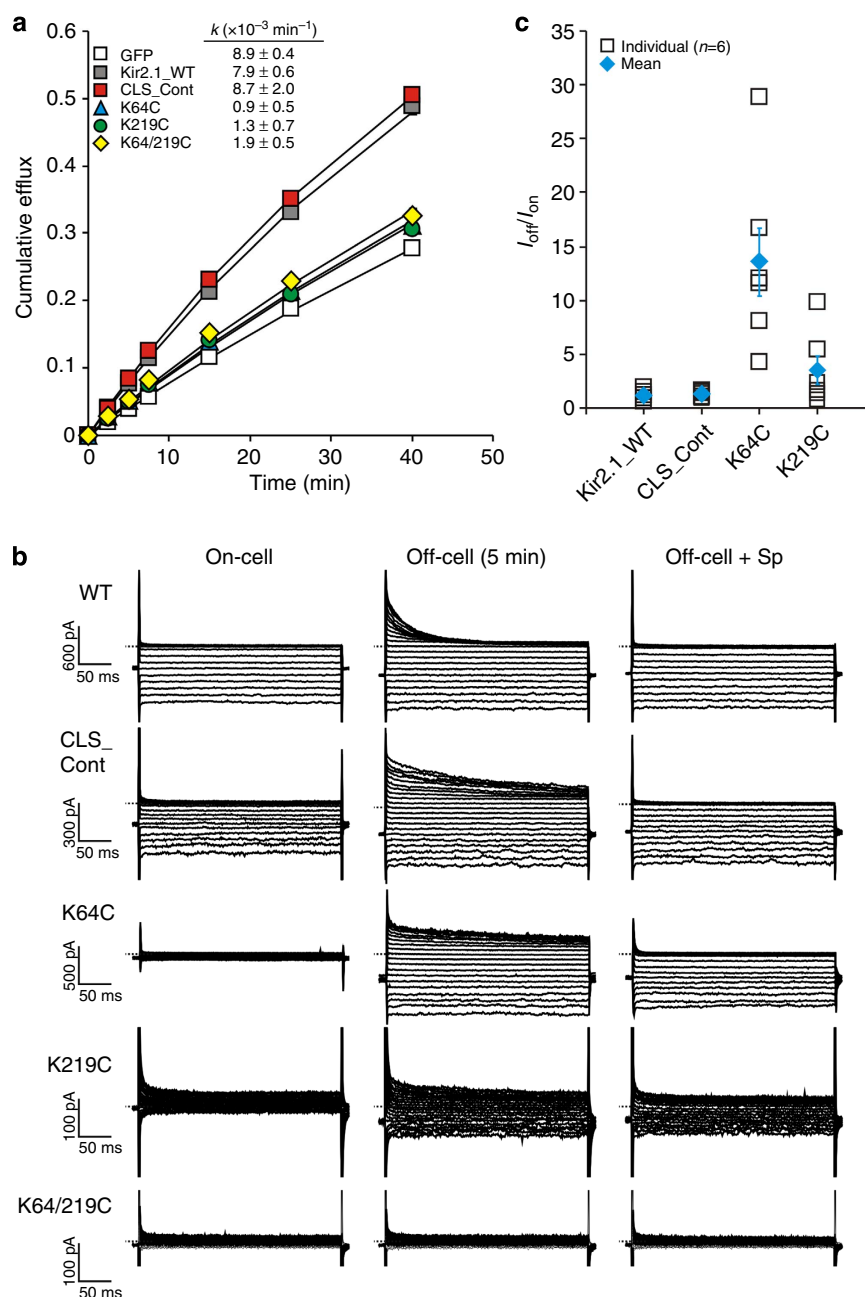 a
k (×10⁻³ min⁻¹)
GFP 8.9 ± 0.4
Kir2.1_WT 7.9 ± 0.6
CLS_Cont 8.7 ± 2.0
K64C 0.9 ± 0.5
K219C 1.3 ± 0.7
K64/219C 1.9 ± 0.5
0.6
0.5
0.4
0.3
0.2
0.1
0
Cumulative efflux
0 10 20 30 40 50
Time (min)
c
Individual (n=6)
Mean
35
30
25
20
15
10
5
0
Ioff/Ion
Kir2.1_WT
CLS_Cont
K64C
K219C
b
On-cell
Off-cell (5 min)
Off-cell + Sp
WT
600 pA
50 ms
CLS_
Cont
300 pA
50 ms
K64C
500 pA
50 ms
K219C
100 pA
50 ms
K64/219C
100 pA
50 ms